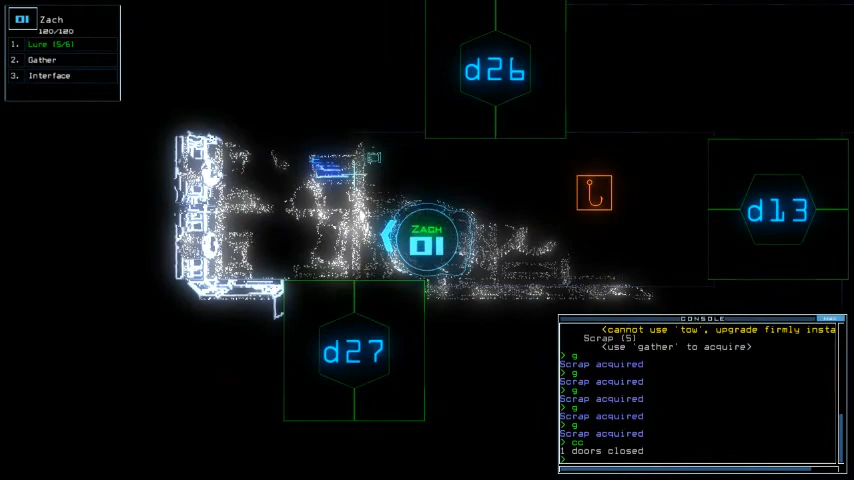 01 Zach
120/120
1. Lure (5/6)
2. Gather
3. Interface
d26
d13
ZACH
01
d27
CONSOLE
<cannot use 'tow', upgrade firmly insta
Scrap (5)
<use 'gather' to acquire>
> g
Scrap acquired
> g
Scrap acquired
> g
Scrap acquired
> g
Scrap acquired
> g
Scrap acquired
> cc
1 doors closed
>